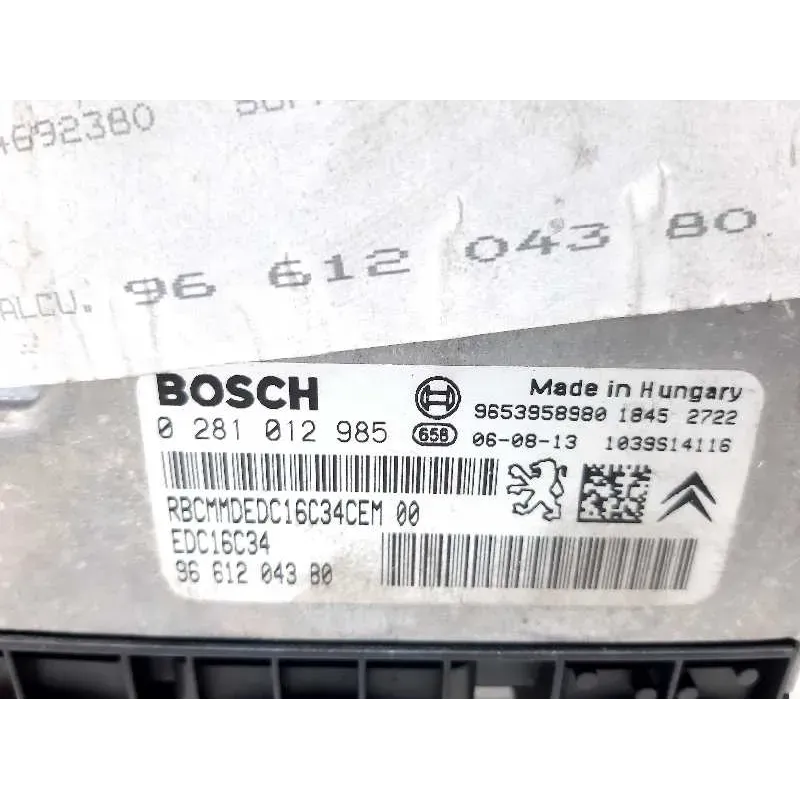 4692380
ALCU. 96 612 043 80
BOSCH
Made in Hungary
0 281 012 985
9653958980 1845 2722
658 06-08-13 1039S14116
RBCMMDEDC16C34CEM 00
EDC16C34
96 612 043 80